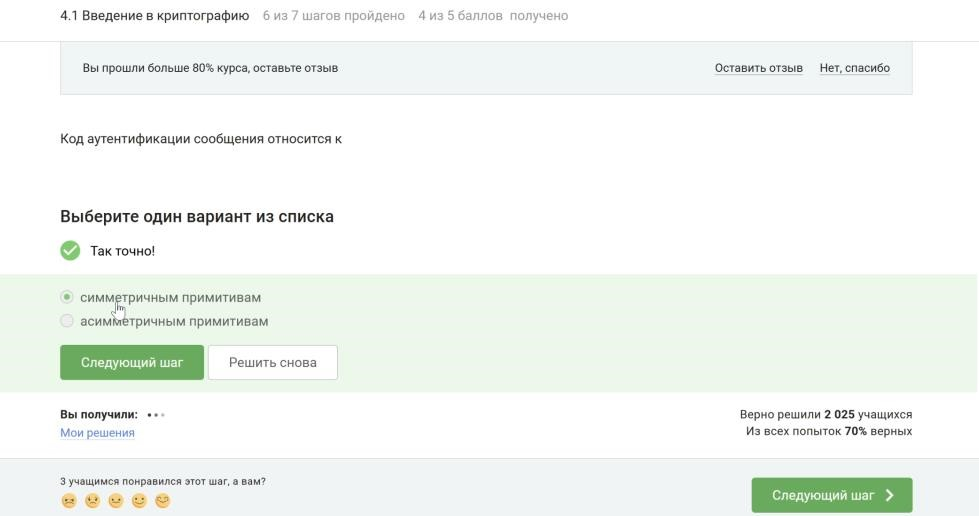 4.1 Введение в криптографию 6 из 7 шагов пройдено 4 из 5 баллов получено
Вы прошли больше 80% курса, оставьте отзыв Оставить отзыв Нет, спасибо
Код аутентификации сообщения относится к
Выберите один вариант из списка
Так точно!
симметричным примитивам
асимметричным примитивам
Следующий шаг Решить снова
Вы получили: Верно решили 2 025 учащихся
Мои решения Из всех попыток 70% верных
3 учащимся понравился этот шаг, а вам?
Следующий шаг